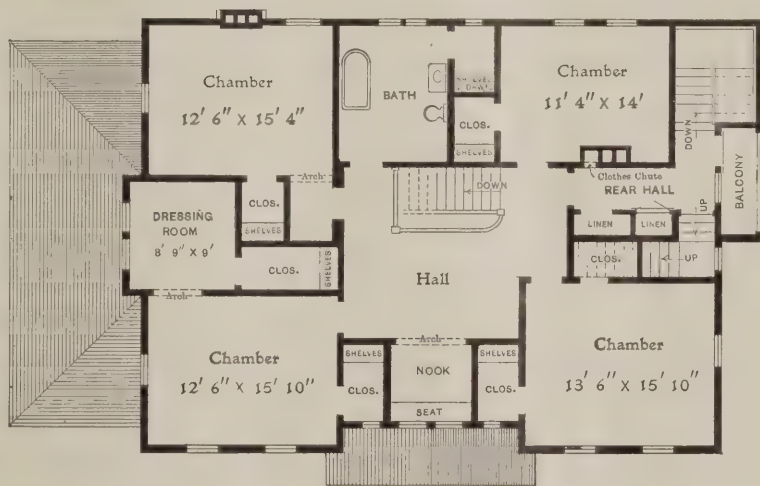 Chamber
12' 6" X 15' 4"
BATH
SHELVES
CLOS.
SHELVES
Chamber
11' 4" X 14'
DOWN
BALCONY
Arch
DOWN
Clothes Chute
REAR HALL
UP
LINEN
LINEN
CLOS.
SHELVES
DRESSING
ROOM
8' 9" X 9'
CLOS.
SHELVES
Arch
Hall
CLOS.
UP
Chamber
12' 6" X 15' 10"
Arch
SHELVES
CLOS.
NOOK
SEAT
SHELVES
CLOS.
Chamber
13' 6" X 15' 10"